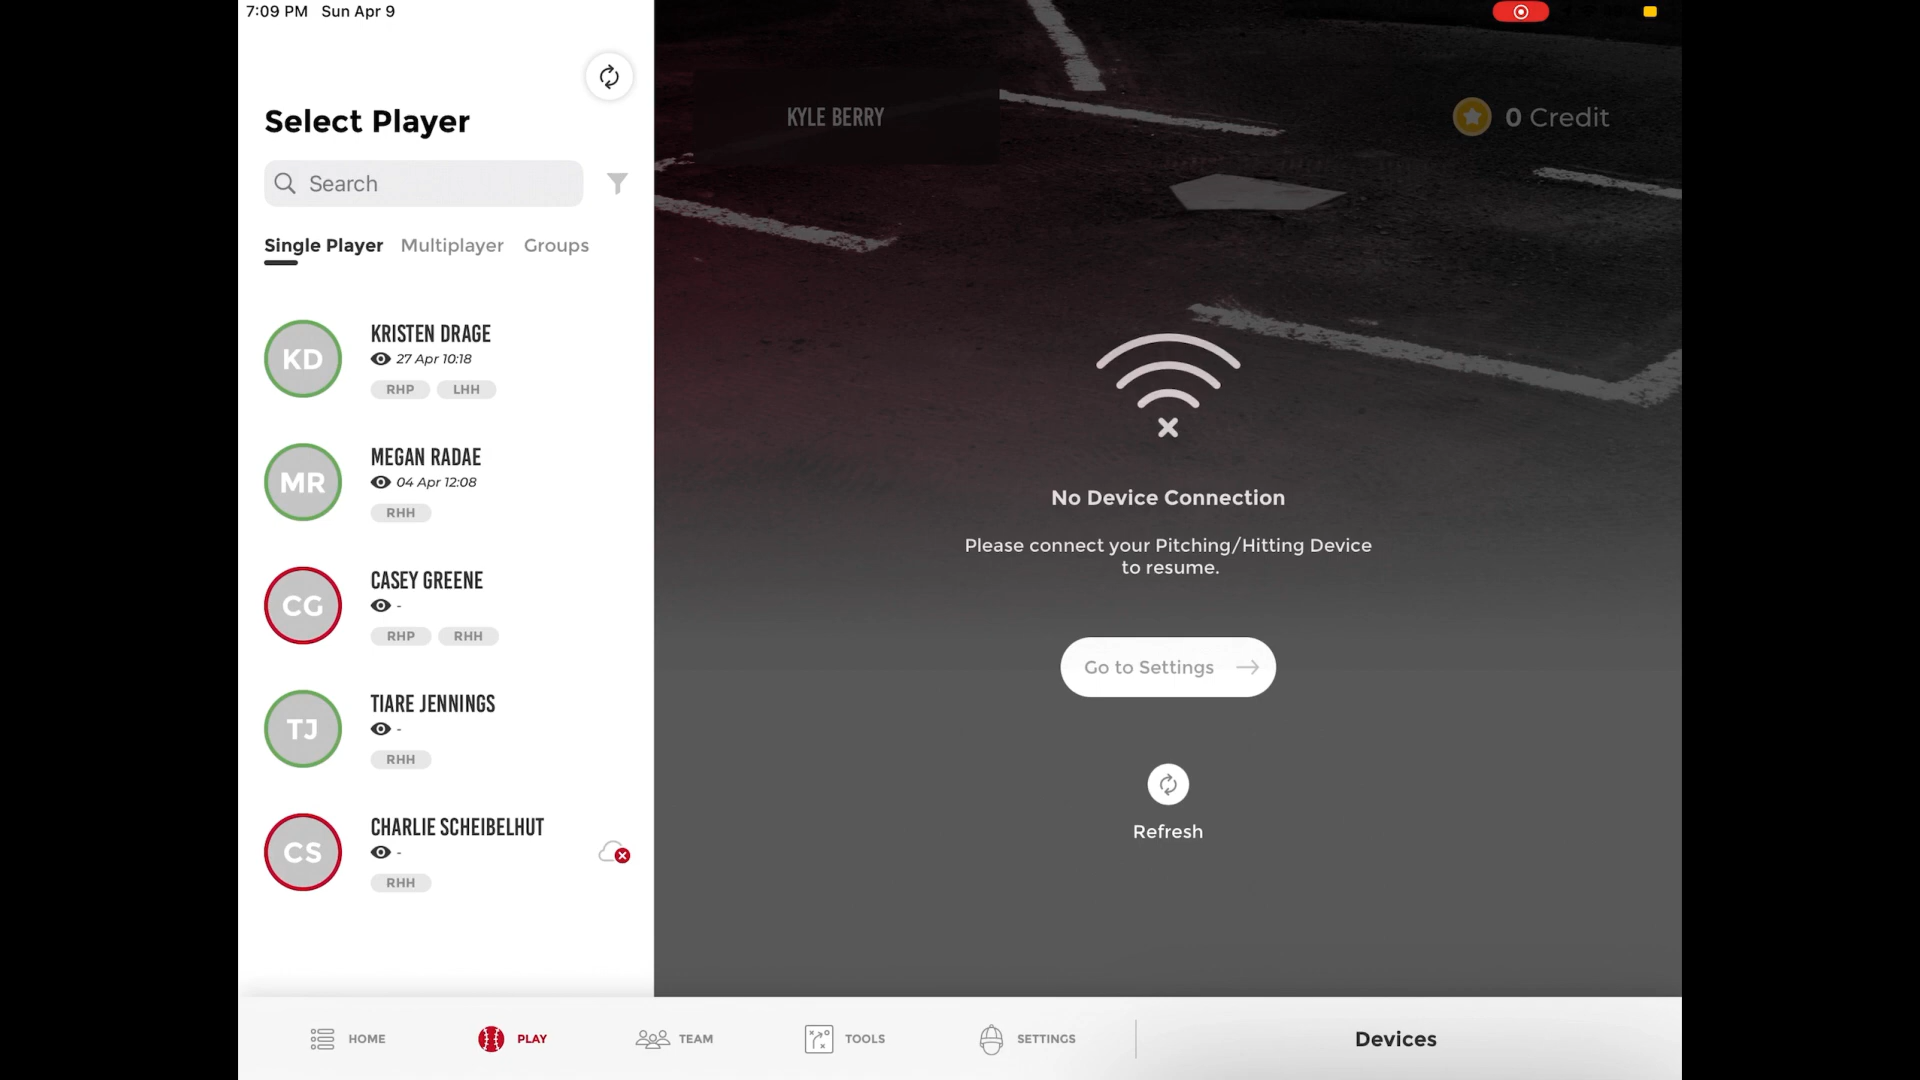 7:09 PM Sun Apr 9
Select Player
Search
Single Player Multiplayer Groups
KD
KRISTEN DRAGE
27 Apr 10:18
RHP LHH
MR
MEGAN RADAE
04 Apr 12:08
RHH
CG
CASEY GREENE
-
RHP RHH
TJ
TIARE JENNINGS
-
RHH
CS
CHARLIE SCHEIBELHUT
-
RHH
KYLE BERRY
0 Credit
No Device Connection
Please connect your Pitching/Hitting Device
to resume.
Go to Settings
Refresh
HOME PLAY TEAM TOOLS SETTINGS Devices